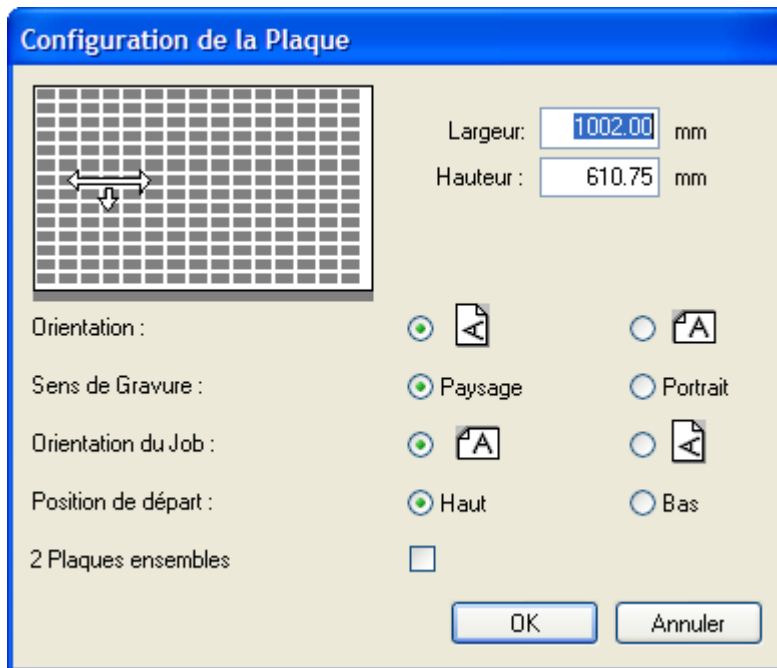 Configuration de la Plaque
Largeur: 1002.00 mm
Hauteur : 610.75 mm
Orientation : A A
Sens de Gravure : Paysage Portrait
Orientation du Job : A A
Position de départ : Haut Bas
2 Plaques ensembles
OK Annuler